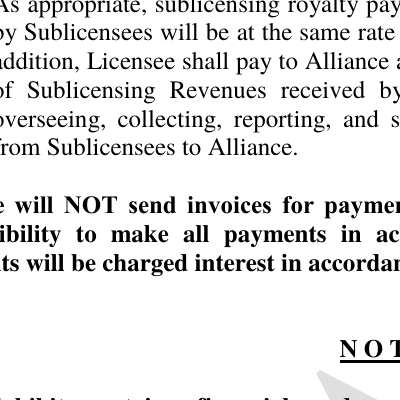 As appropriate, sublicensing royalty pay
by Sublicensees will be at the same rate
addition, Licensee shall pay to Alliance a
of Sublicensing Revenues received by
overseeing, collecting, reporting, and s
from Sublicensees to Alliance.
e will NOT send invoices for paymen
ibility to make all payments in ac
ts will be charged interest in accordan
N O T